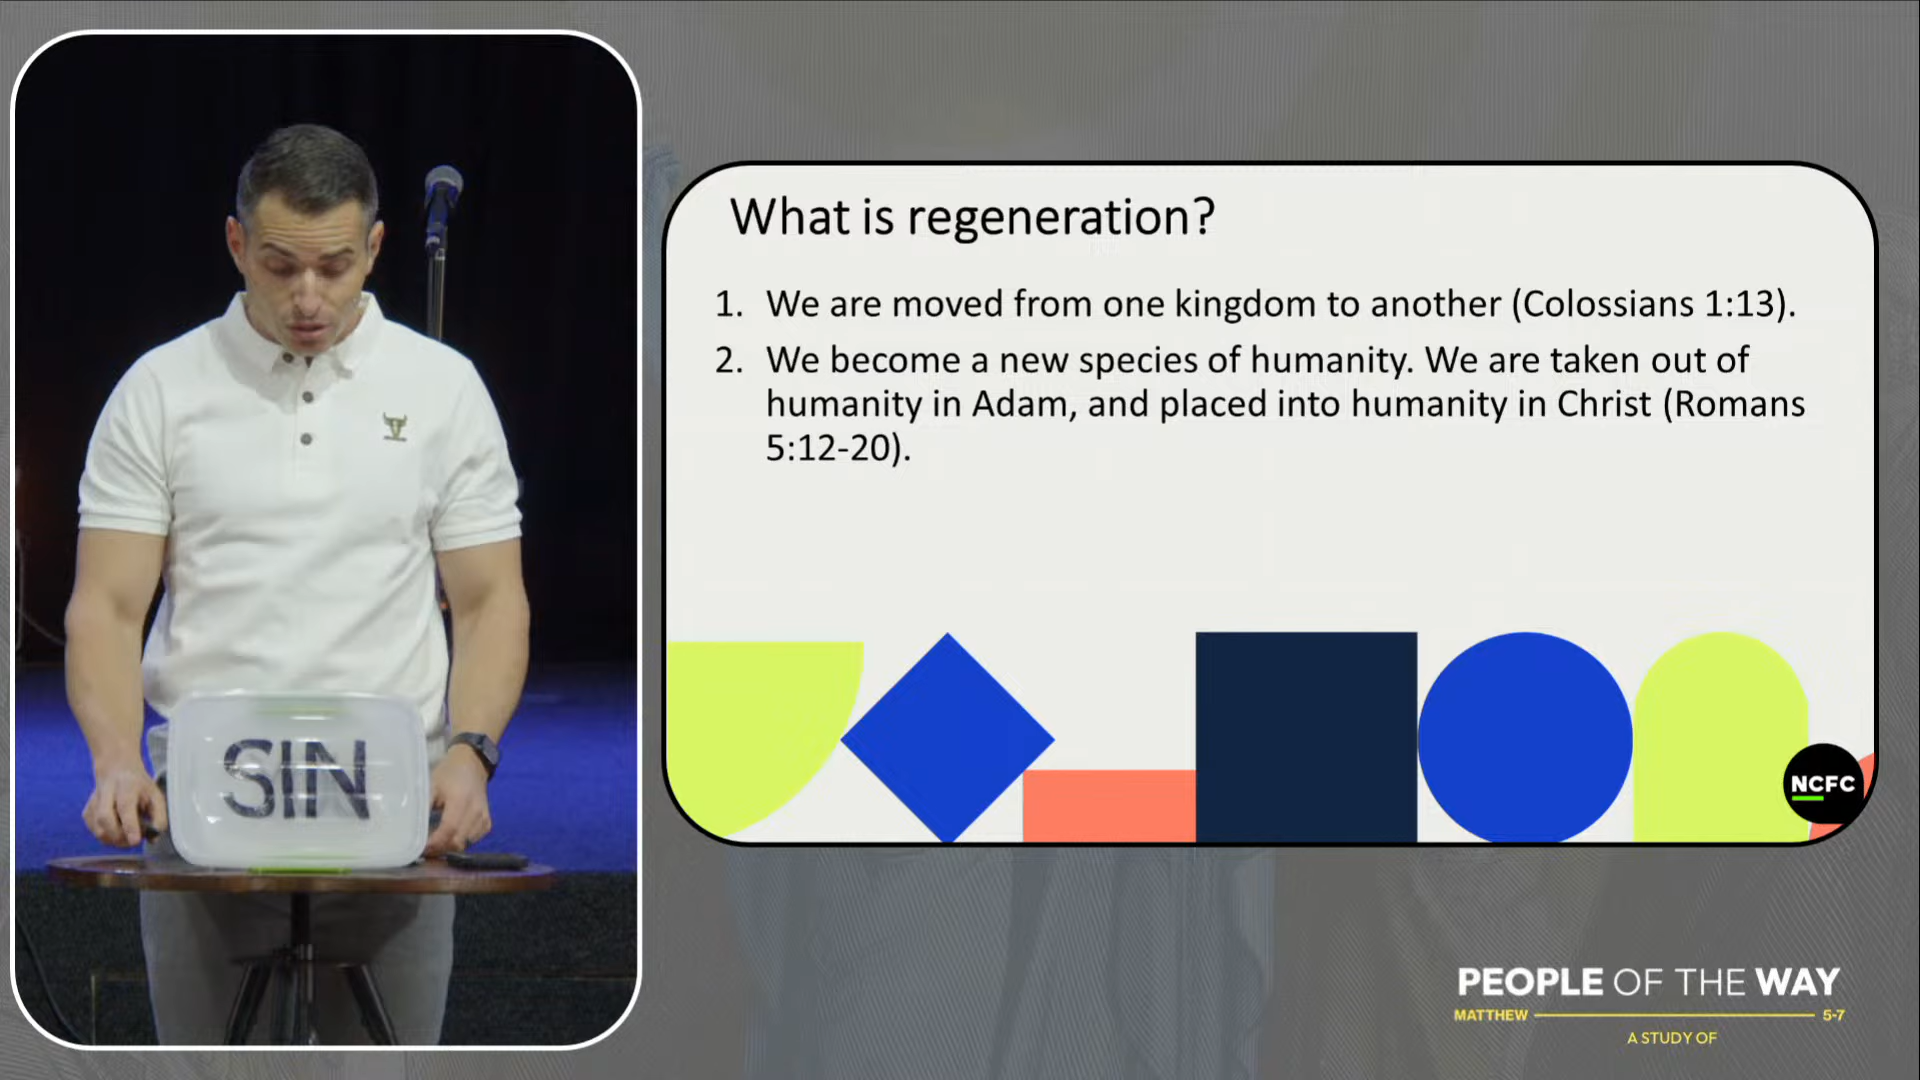 What is regeneration?
1. We are moved from one kingdom to another (Colossians 1:13).
2. We become a new species of humanity. We are taken out of
humanity in Adam, and placed into humanity in Christ (Romans
5:12-20).
SIN
NCFC
PEOPLE OF THE WAY
MATTHEW 5-7
A STUDY OF